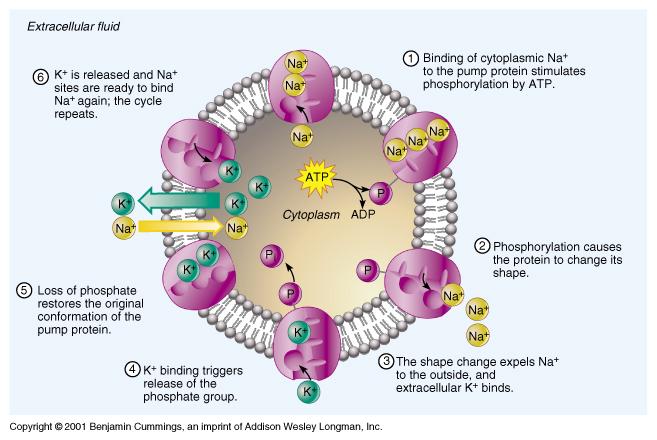 Extracellular fluid
① Binding of cytoplasmic Na+
to the pump protein stimulates
phosphorylation by ATP.
⑥ K+ is released and Na+
sites are ready to bind
Na+ again; the cycle
repeats.
Na+
Na+
Na+
Na+
Na+
Na+
K+
K+
K+
K+
Na+
Na+
ATP
P
Cytoplasm
ADP
② Phosphorylation causes
the protein to change its
shape.
K+
K+
P
P
P
Na+
Na+
Na+
⑤ Loss of phosphate
restores the original
conformation of the
pump protein.
K+
K+
④ K+ binding triggers
release of the
phosphate group.
③ The shape change expels Na+
to the outside, and
extracellular K+ binds.
Copyright © 2001 Benjamin Cummings, an imprint of Addison Wesley Longman, Inc.